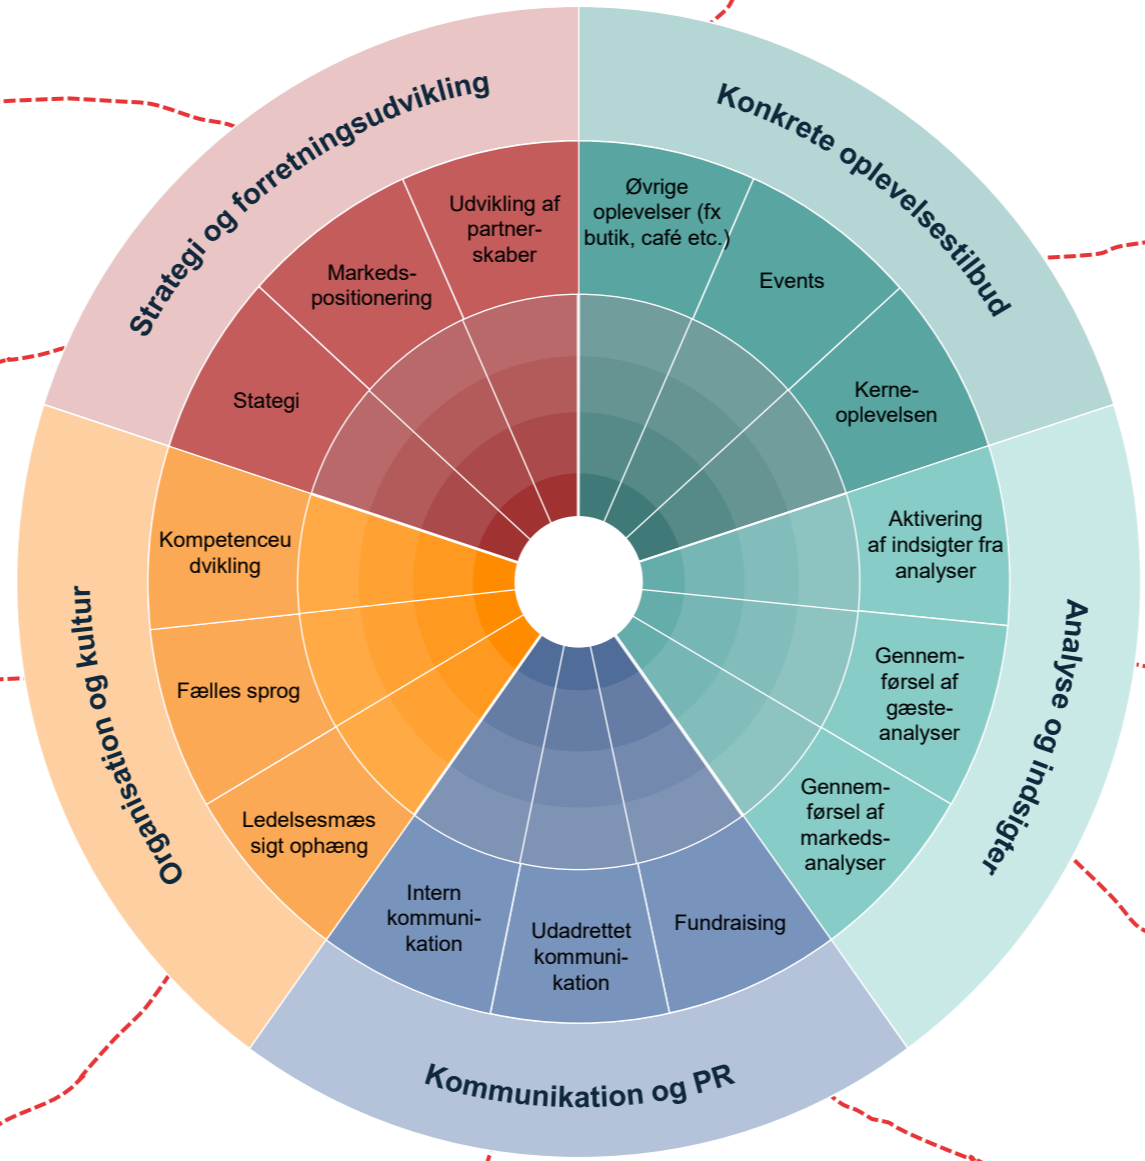 Strategi og forretningsudvikling
Udvikling af
partner-
skaber
Markeds-
positionering
Stategi
Konkrete oplevelsestilbud
Øvrige
oplevelser (fx
butik, café etc.)
Events
Kerne-
oplevelsen
Analyse og indsigter
Aktivering
af indsigter fra
analyser
Gennem-
førsel af
gæste-
analyser
Gennem-
førsel af
markeds-
analyser
Kommunikation og PR
Fundraising
Udadrettet
kommuni-
kation
Intern
kommuni-
kation
Organisation og kultur
Ledelsesmæs
sigt ophæng
Fælles sprog
Kompetenceu
dvikling